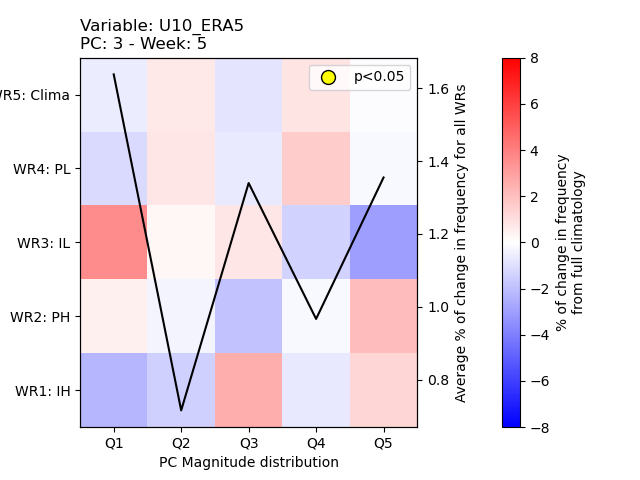 Variable: U10_ERA5
PC: 3 - Week: 5
p<0.05
WR5: Clima
WR4: PL
WR3: IL
WR2: PH
WR1: IH
Q1 Q2 Q3 Q4 Q5
PC Magnitude distribution
1.6
1.4
1.2
1.0
0.8
Average % of change in frequency for all WRs
8
6
4
2
0
−2
−4
−6
−8
% of change in frequency
from full climatology